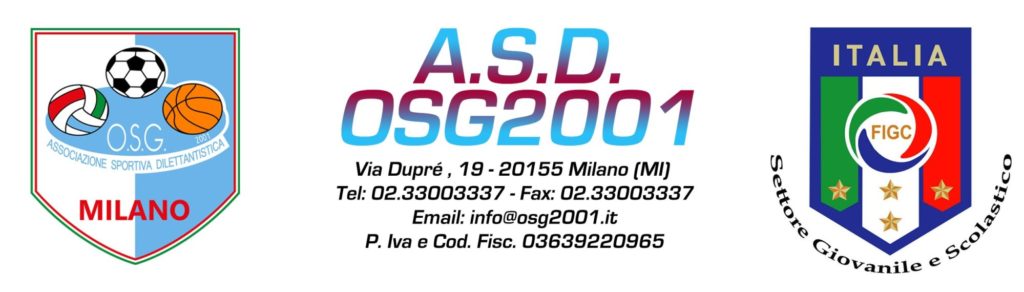 O.S.G.
2001
ASSOCIAZIONE SPORTIVA DILETTANTISTICA
MILANO
A.S.D.
OSG2001
Via Dupré , 19 - 20155 Milano (MI)
Tel: 02.33003337 - Fax: 02.33003337
Email: info@osg2001.it
P. Iva e Cod. Fisc. 03639220965
ITALIA
FIGC
Settore Giovanile e Scolastico